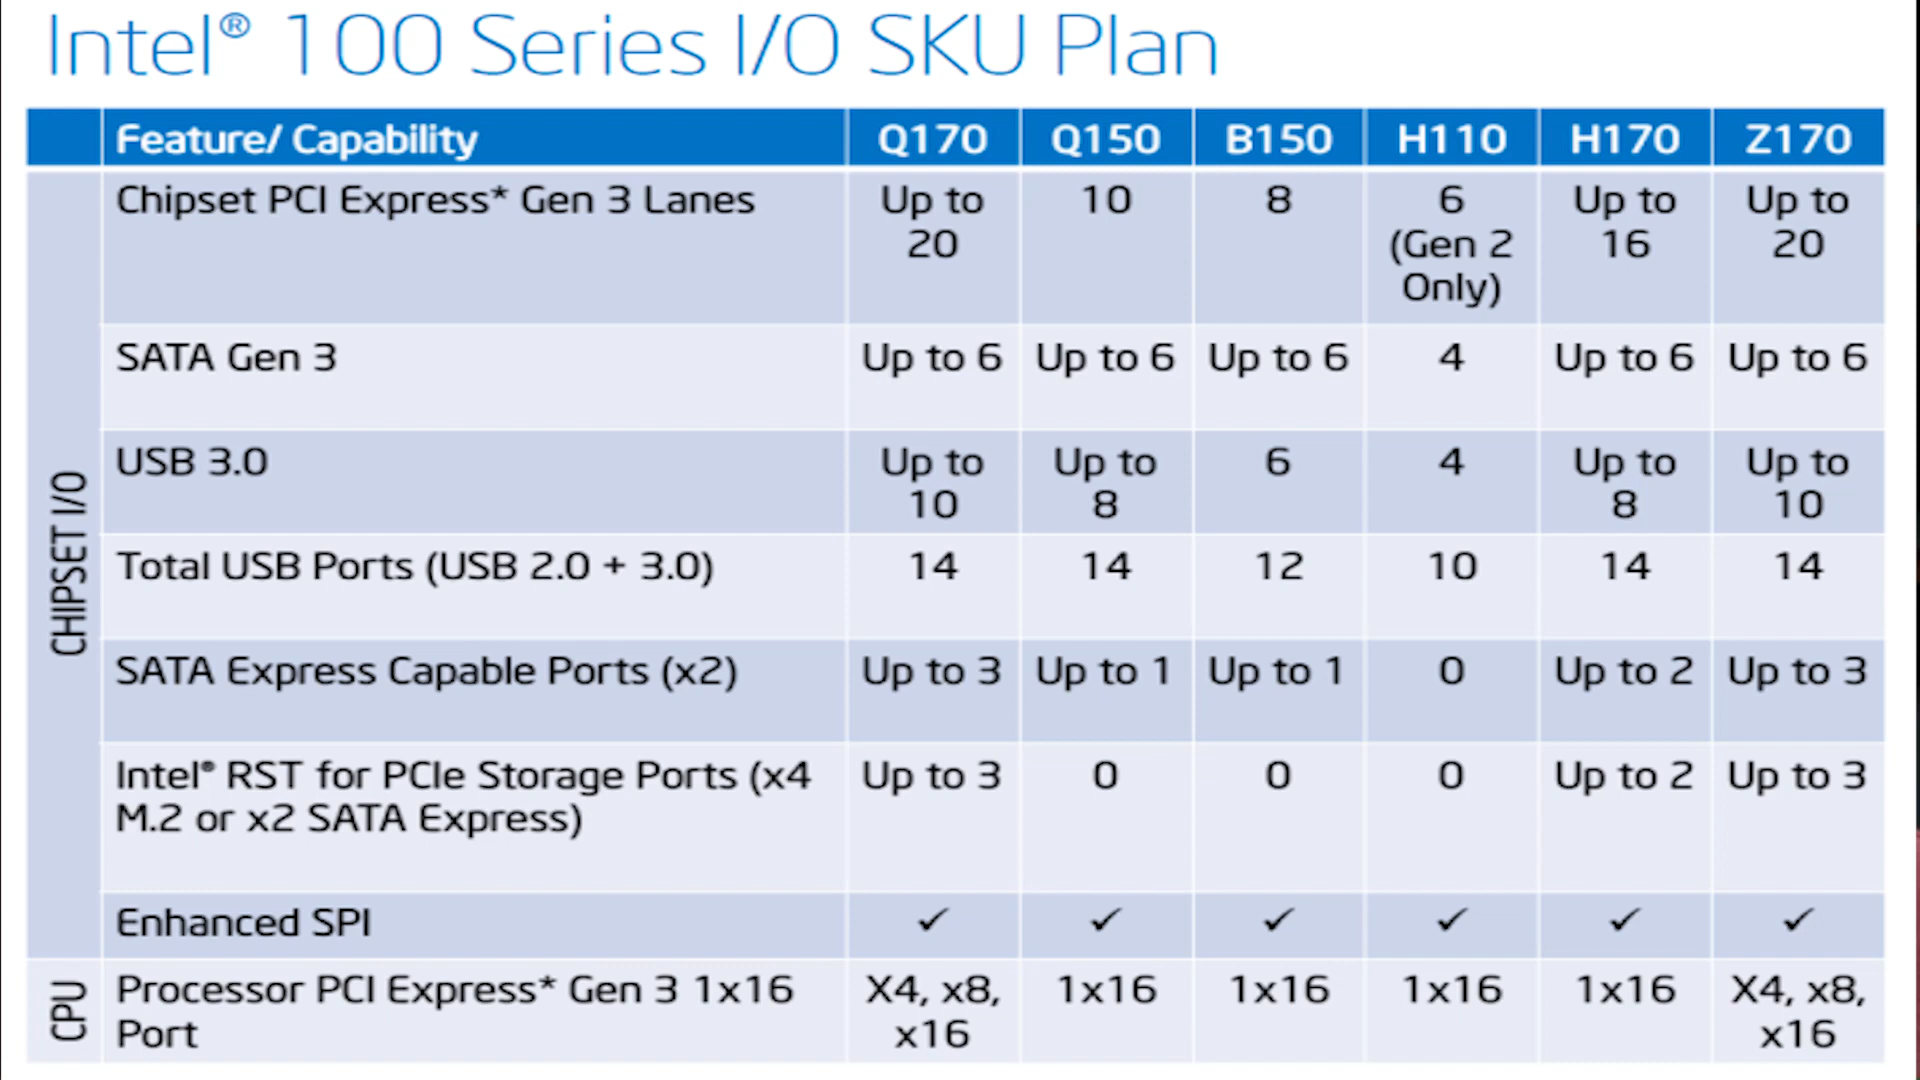 Intel® 100 Series I/O SKU Plan
Feature/ Capability Q170 Q150 B150 H110 H170 Z170
CHIPSET I/O
Chipset PCI Express* Gen 3 Lanes Up to 10 8 6 Up to Up to
20 (Gen 2 16 20
Only)
SATA Gen 3 Up to 6 Up to 6 Up to 6 4 Up to 6 Up to 6
USB 3.0 Up to Up to 6 4 Up to Up to
10 8 8 10
Total USB Ports (USB 2.0 + 3.0) 14 14 12 10 14 14
SATA Express Capable Ports (x2) Up to 3 Up to 1 Up to 1 0 Up to 2 Up to 3
Intel® RST for PCIe Storage Ports (x4 Up to 3 0 0 0 Up to 2 Up to 3
M.2 or x2 SATA Express)
Enhanced SPI ✓ ✓ ✓ ✓ ✓ ✓
CPU
Processor PCI Express* Gen 3 1x16 X4, x8, 1x16 1x16 1x16 1x16 X4, x8,
Port x16 x16